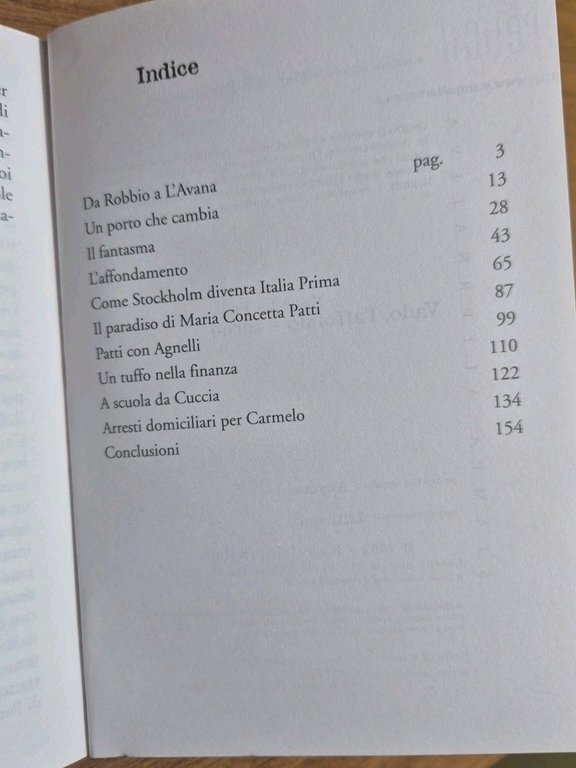 Indice
Da Robbio a L'Avana pag. 3
Un porto che cambia 13
Il fantasma 28
L'affondamento 43
Come Stockholm diventa Italia Prima 65
Il paradiso di Maria Concetta Patti 87
Patti con Agnelli 99
Un tuffo nella finanza 110
A scuola da Cuccia 122
Arresti domiciliari per Carmelo 134
Conclusioni 154